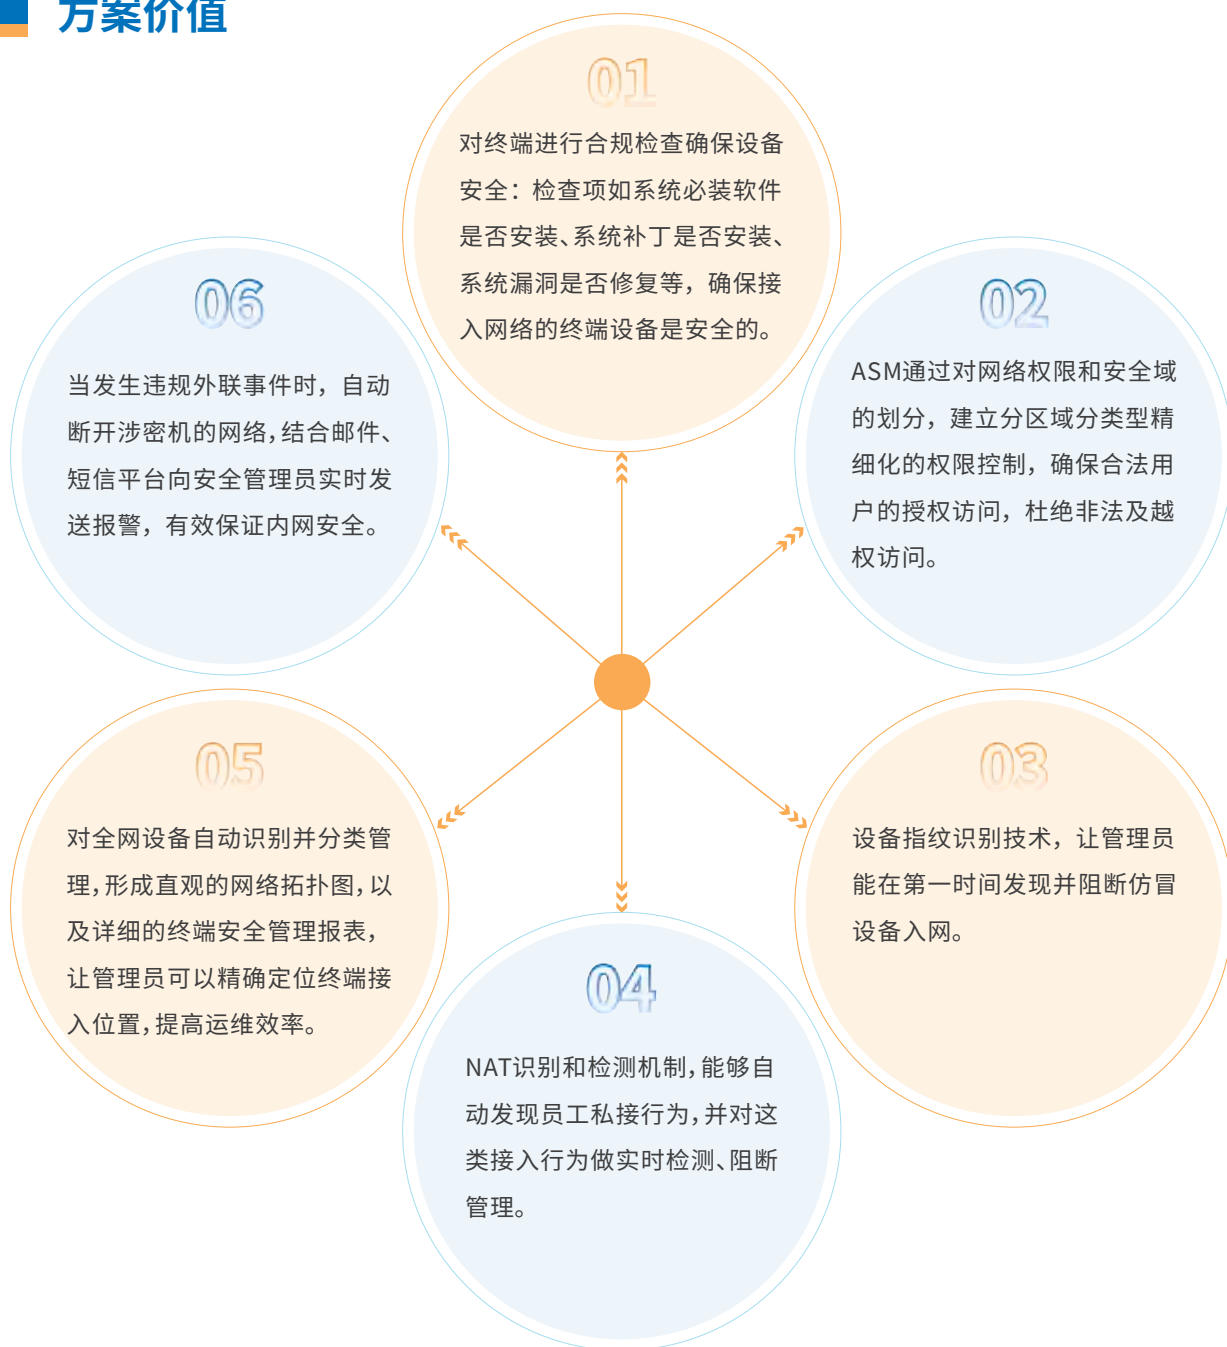 方案价值
01
对终端进行合规检查确保设备
安全：检查项如系统必装软件
是否安装、系统补丁是否安装、
系统漏洞是否修复等，确保接
入网络的终端设备是安全的。
02
ASM通过对网络权限和安全域
的划分，建立分区域分类型精
细化的权限控制，确保合法用
户的授权访问，杜绝非法及越
权访问。
03
设备指纹识别技术，让管理员
能在第一时间发现并阻断仿冒
设备入网。
04
NAT识别和检测机制，能够自
动发现员工私接行为，并对这
类接入行为做实时检测、阻断
管理。
05
对全网设备自动识别并分类管
理，形成直观的网络拓扑图，以
及详细的终端安全管理报表，
让管理员可以精确定位终端接
入位置，提高运维效率。
06
当发生违规外联事件时，自动
断开涉密机的网络，结合邮件、
短信平台向安全管理员实时发
送报警，有效保证内网安全。